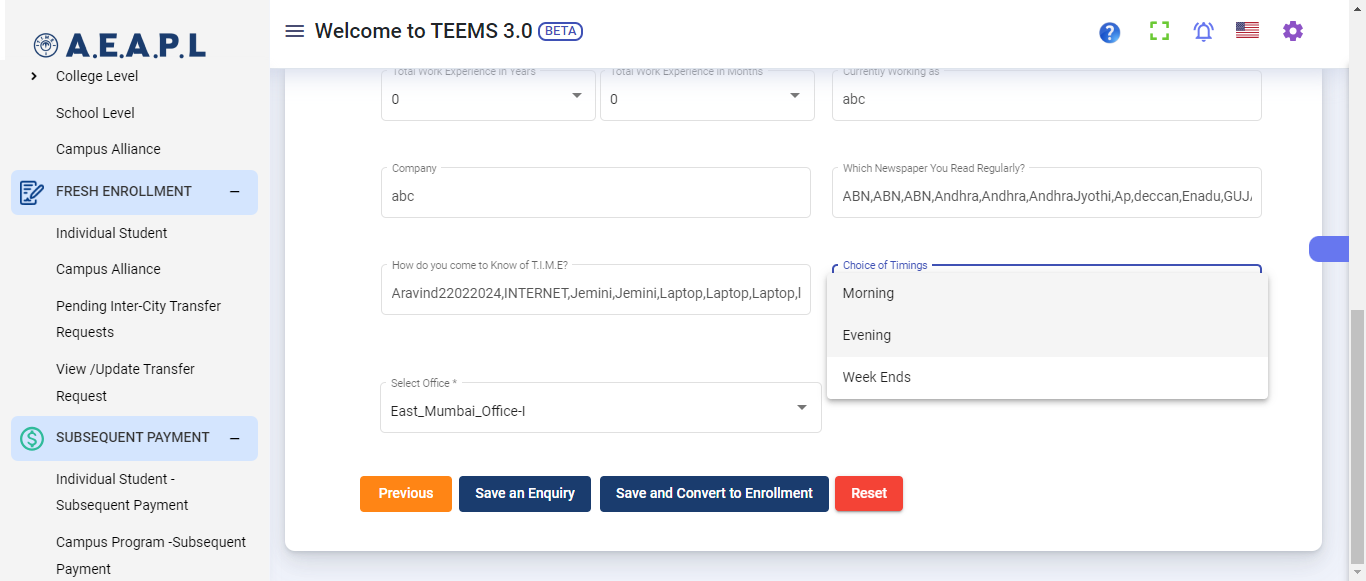 A.E.A.P.L
College Level
School Level
Campus Alliance
FRESH ENROLLMENT
Individual Student
Campus Alliance
Pending Inter-City Transfer
Requests
View /Update Transfer
Request
SUBSEQUENT PAYMENT
Individual Student -
Subsequent Payment
Campus Program -Subsequent
Payment
Welcome to TEEMS 3.0 BETA
Total Work Experience in Years
0
Total Work Experience in Months
0
Currently Working as
abc
Company
abc
Which Newspaper You Read Regularly?
ABN,ABN,ABN,Andhra,Andhra,AndhraJyothi,Ap,deccan,Enadu,GUJ
How do you come to Know of T.I.M.E?
Aravind22022024,INTERNET,Jemini,Jemini,Laptop,Laptop,Laptop,
Choice of Timings
Morning
Evening
Week Ends
Select Office *
East_Mumbai_Office-I
Previous
Save an Enquiry
Save and Convert to Enrollment
Reset